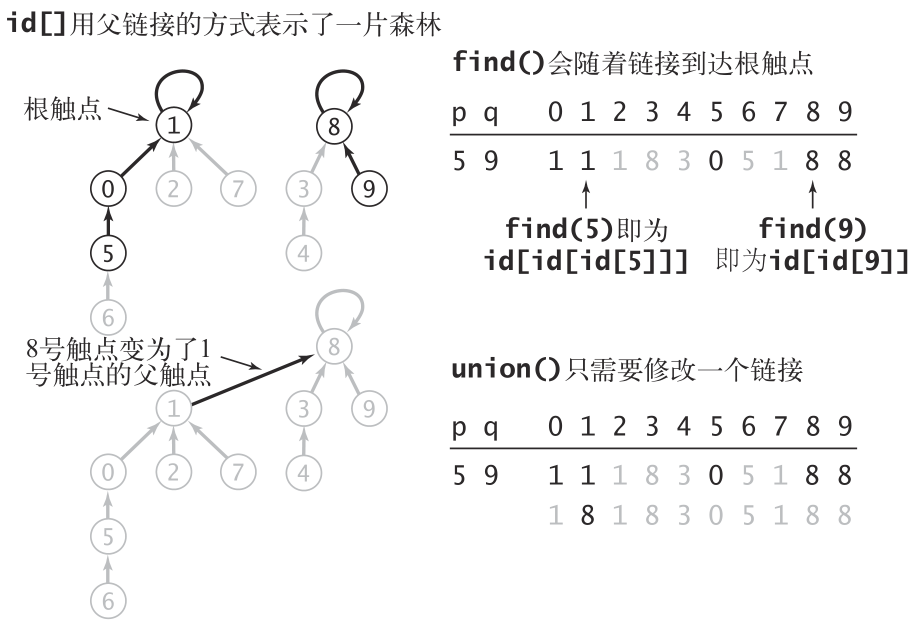 id[]用父链接的方式表示了一片森林
根触点
1
8
0
2
7
3
9
5
4
6
8号触点变为了1
号触点的父触点
8
1
3
9
0
2
7
4
5
6
find()会随着链接到达根触点
p q 0 1 2 3 4 5 6 7 8 9
5 9 1 1 1 8 3 0 5 1 8 8
find(5)即为
id[id[id[5]]]
find(9)
即为id[id[9]]
union()只需要修改一个链接
p q 0 1 2 3 4 5 6 7 8 9
5 9 1 1 1 8 3 0 5 1 8 8
1 8 1 8 3 0 5 1 8 8